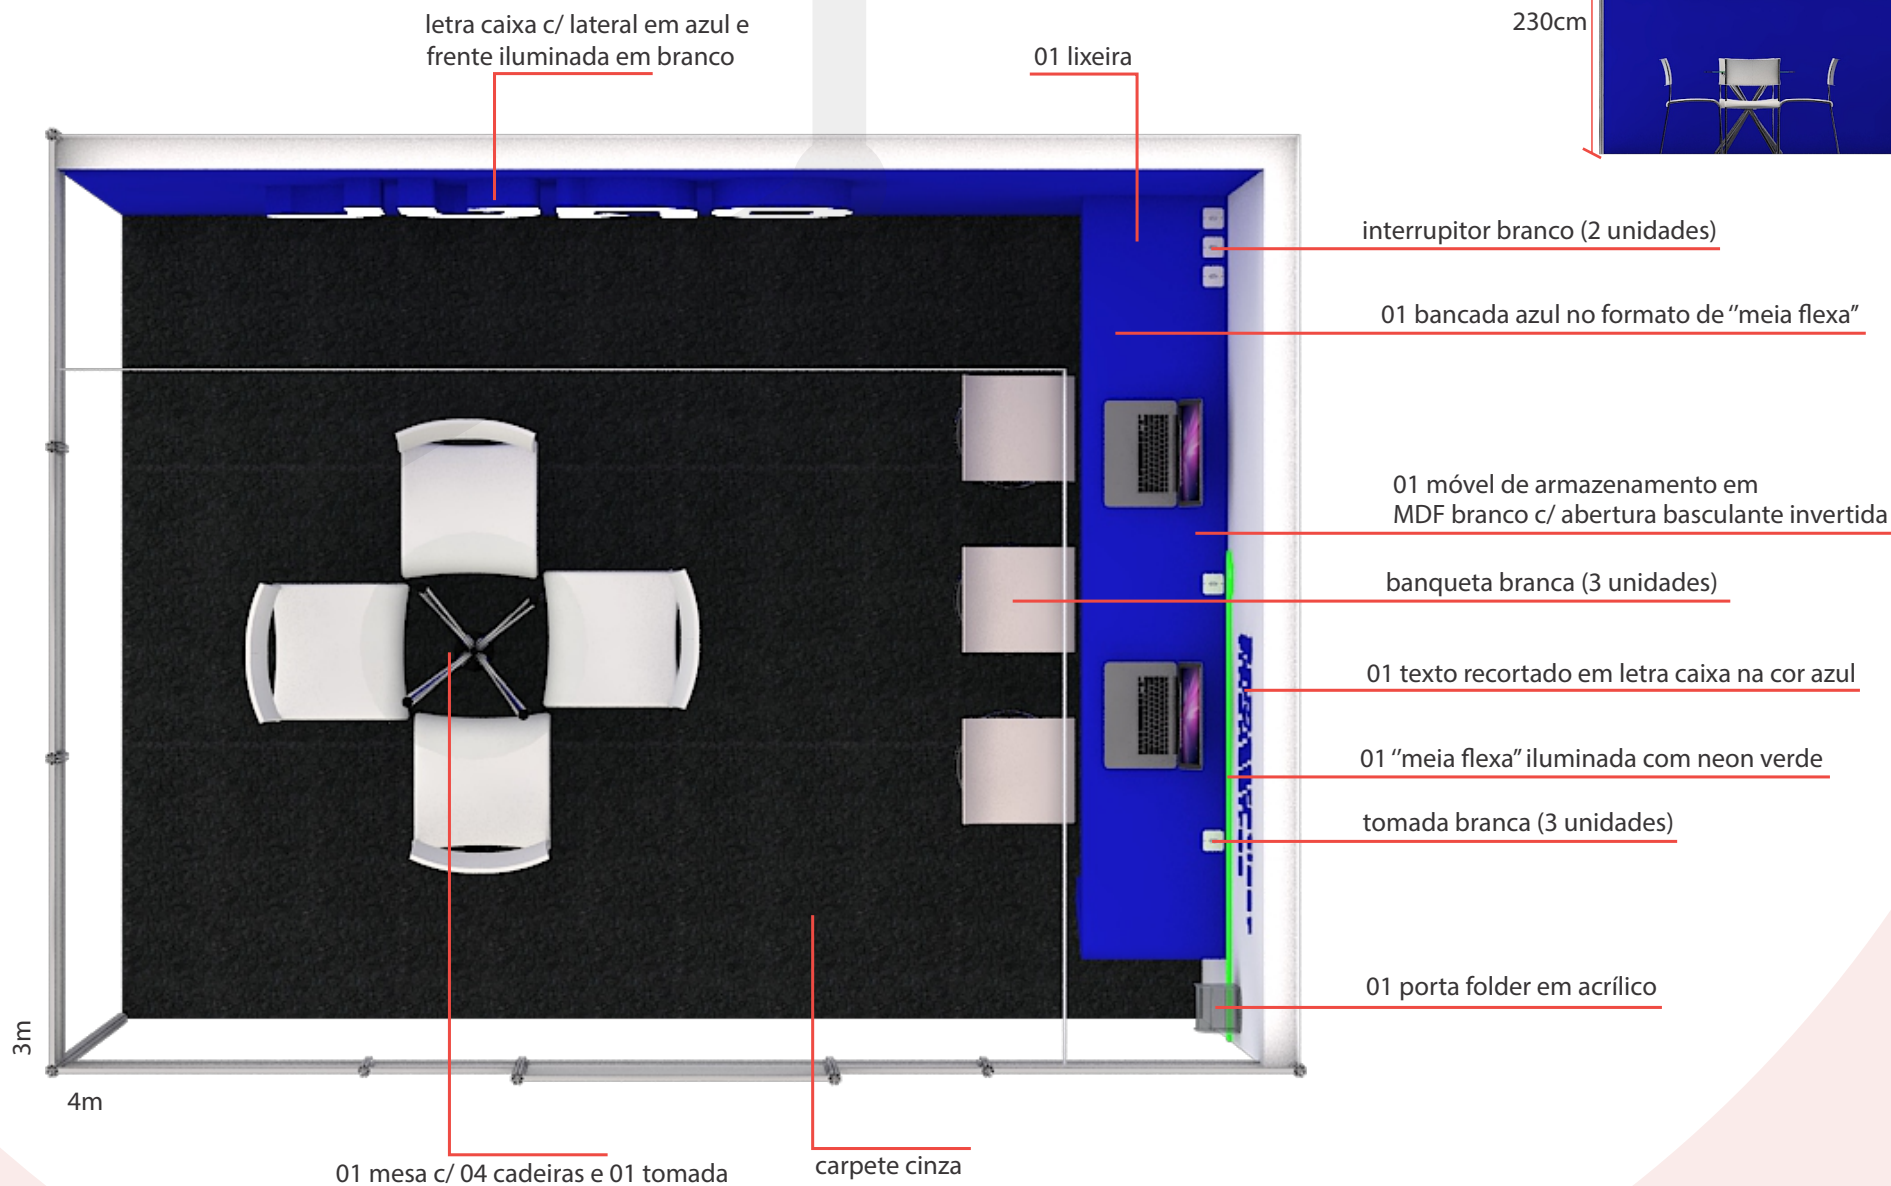 letra caixa c/ lateral em azul e
frente iluminada em branco
01 lixeira
230cm
interrupitor branco (2 unidades)
01 bancada azul no formato de “meia flexa”
01 móvel de armazenamento em
MDF branco c/ abertura basculante invertida
banqueta branca (3 unidades)
01 texto recortado em letra caixa na cor azul
01 “meia flexa” iluminada com neon verde
tomada branca (3 unidades)
01 porta folder em acrílico
3m
4m
01 mesa c/ 04 cadeiras e 01 tomada
carpete cinza